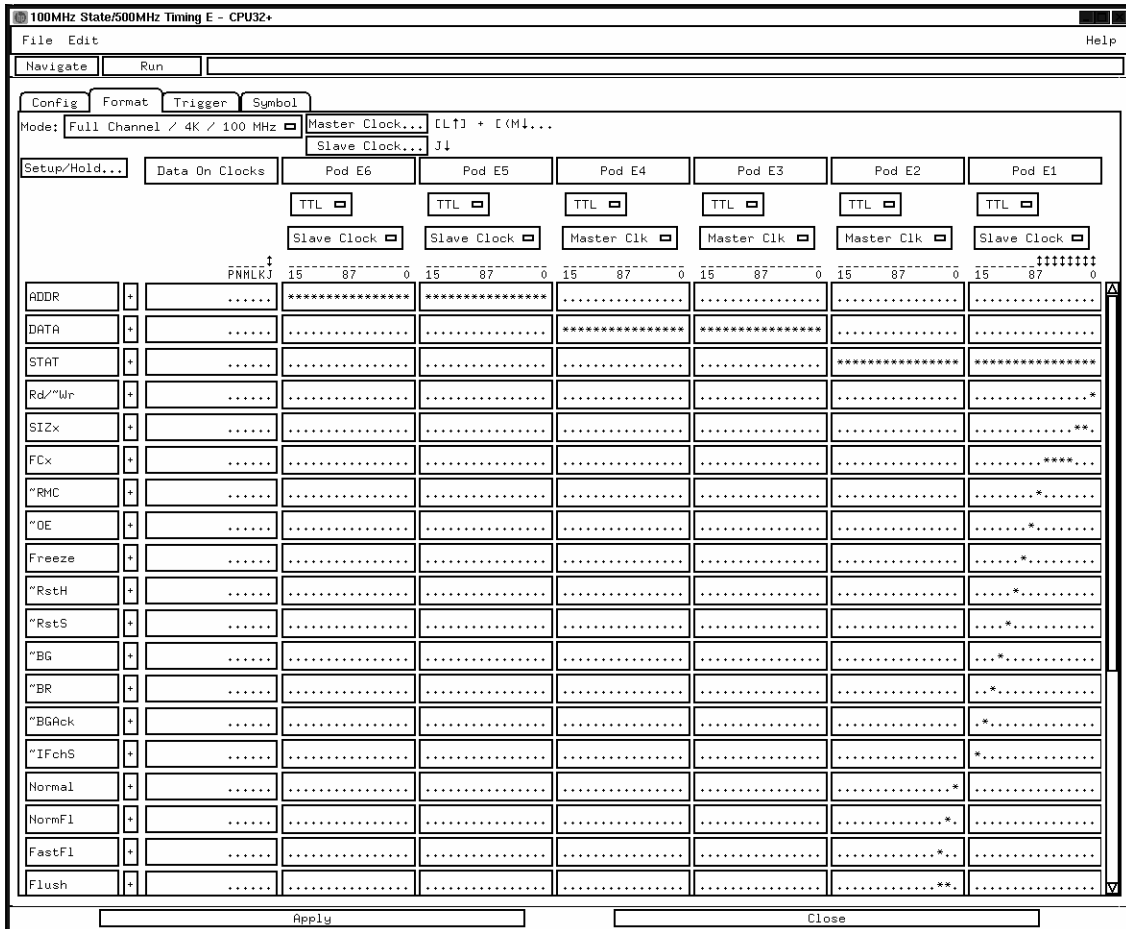 100MHz State/500MHz Timing E - CPU32+
File Edit Help
Navigate Run
Config Format Trigger Symbol
Mode: Full Channel / 4K / 100 MHz Master Clock... [L↑] + [(M↓...
Slave Clock... J↓
Setup/Hold... Data On Clocks Pod E6 Pod E5 Pod E4 Pod E3 Pod E2 Pod E1
TTL TTL TTL TTL TTL TTL
Slave Clock Slave Clock Master Clk Master Clk Master Clk Slave Clock
PNMLKJ 15 87 0 15 87 0 15 87 0 15 87 0 15 87 0 15 87 0
ADDR + ...... **************** **************** ................ ................ ................ ................
DATA + ...... ................ ................ **************** **************** ................ ................
STAT + ...... ................ ................ ................ ................ **************** ****************
Rd/~Wr + ...... ................ ................ ................ ................ ................ ...............*
SIZx + ...... ................ ................ ................ ................ ................ .............**.
FCx + ...... ................ ................ ................ ................ ................ .........****...
~RMC + ...... ................ ................ ................ ................ ................ ........*.......
~OE + ...... ................ ................ ................ ................ ................ .......*........
Freeze + ...... ................ ................ ................ ................ ................ ......*.........
~RstH + ...... ................ ................ ................ ................ ................ .....*..........
~RstS + ...... ................ ................ ................ ................ ................ ....*...........
~BG + ...... ................ ................ ................ ................ ................ ...*............
~BR + ...... ................ ................ ................ ................ ................ ..*.............
~BGAck + ...... ................ ................ ................ ................ ................ .*..............
~IFchS + ...... ................ ................ ................ ................ ................ *...............
Normal + ...... ................ ................ ................ ................ ...............* ................
NormFl + ...... ................ ................ ................ ................ ..............*. ................
FastFl + ...... ................ ................ ................ ................ .............*.. ................
Flush + ...... ................ ................ ................ ................ .............**. ................
Apply Close